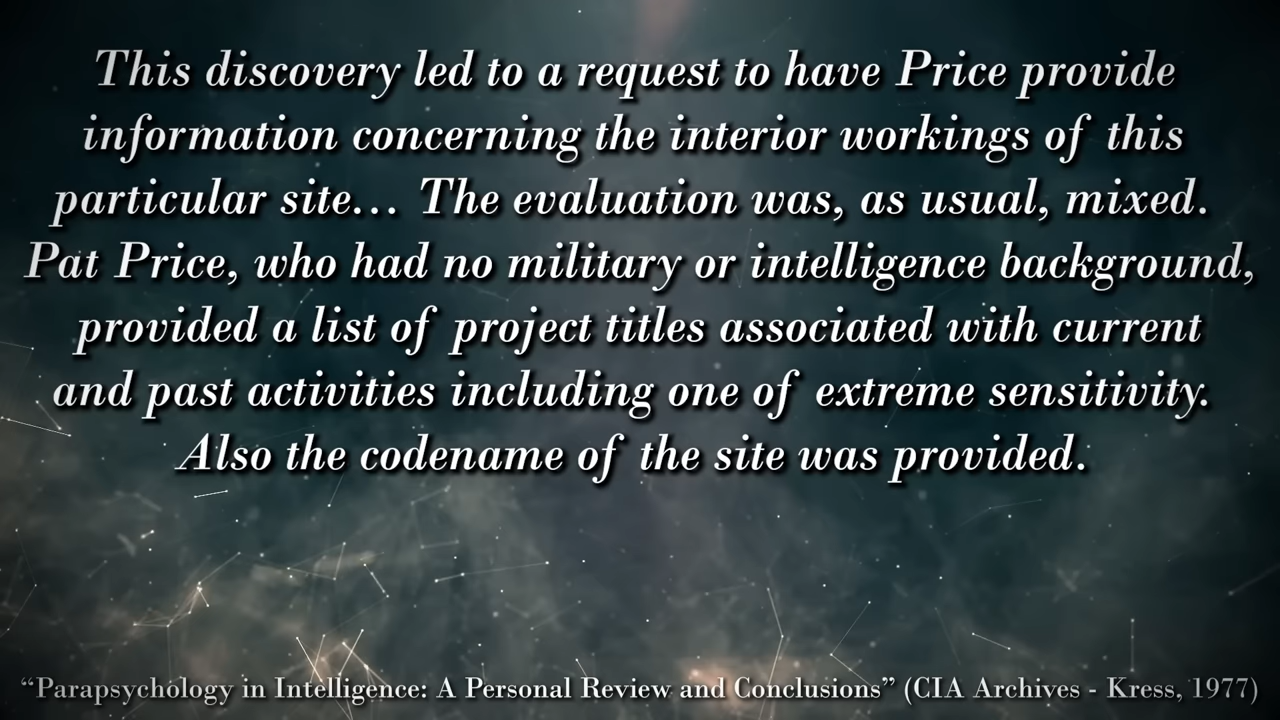 This discovery led to a request to have Price provide
information concerning the interior workings of this
particular site... The evaluation was, as usual, mixed.
Pat Price, who had no military or intelligence background,
provided a list of project titles associated with current
and past activities including one of extreme sensitivity.
Also the codename of the site was provided.
“Parapsychology in Intelligence: A Personal Review and Conclusions” (CIA Archives - Kress, 1977)